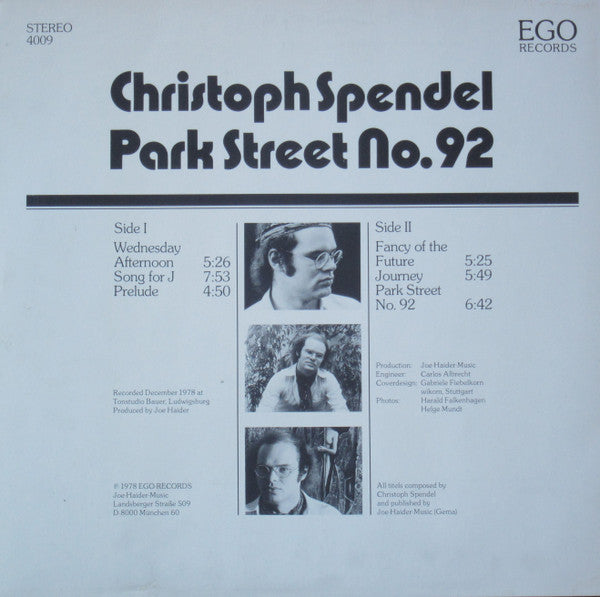 STEREO
4009
EGO
RECORDS
Christoph Spendel
Park Street No. 92
Side I
Wednesday
Afternoon 5:26
Song for J 7:53
Prelude 4:50
Side II
Fancy of the
Future 5:25
Journey 5:49
Park Street
No. 92 6:42
Recorded December 1978 at
Tonstudio Bauer, Ludwigsburg
Produced by Joe Haider
Production: Joe Haider-Music
Engineer: Carlos Albrecht
Coverdesign: Gabriele Fiebelkorn
wikom, Stuttgart
Photos: Harald Falkenhagen
Helge Mundt
℗ 1978 EGO-RECORDS
Joe Haider-Music
Landsberger Straße 509
D-8000 München 60
All titels composed by
Christoph Spendel
and published by
Joe Haider Music (Gema)